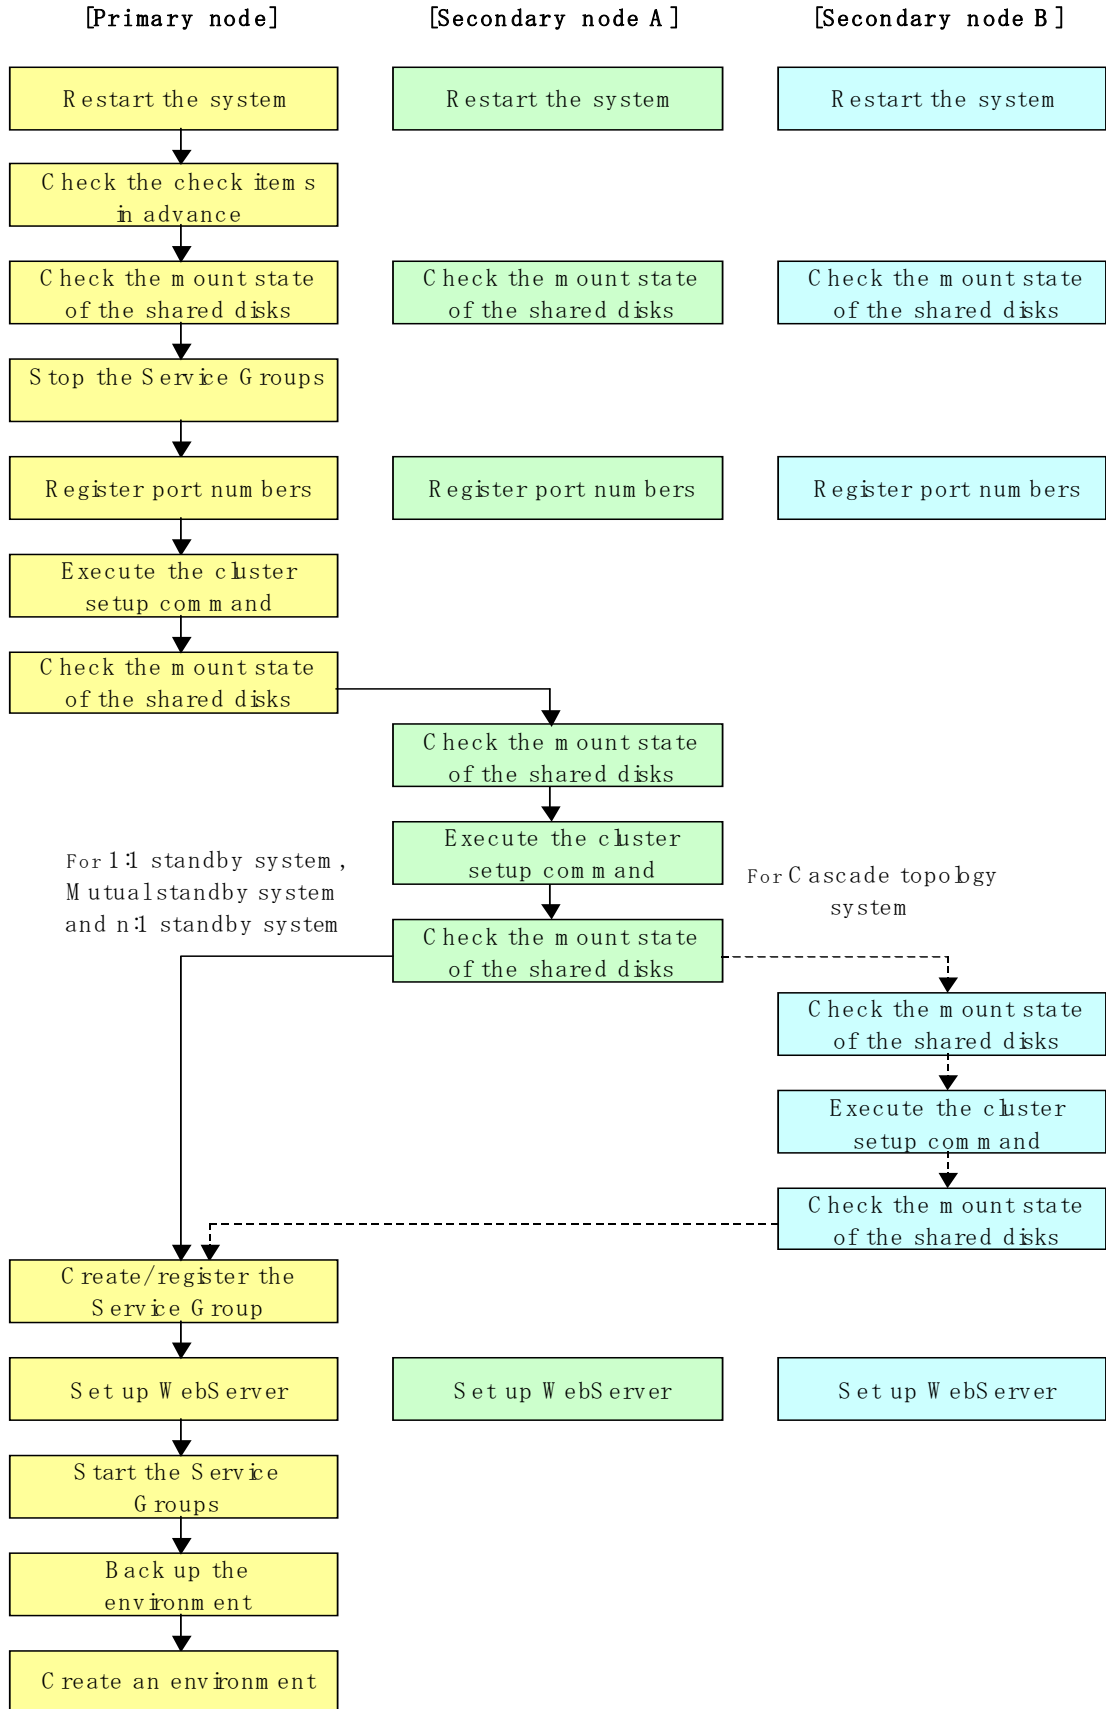 [Primary node]
[Secondary node A]
[Secondary node B]
Restart the system
Restart the system
Restart the system
Check the check items
in advance
Check the mount state
of the shared disks
Check the mount state
of the shared disks
Check the mount state
of the shared disks
Stop the Service Groups
Register port numbers
Register port numbers
Register port numbers
Execute the cluster
setup command
Check the mount state
of the shared disks
Check the mount state
of the shared disks
Execute the cluster
setup command
For 1:1 standby system,
Mutual standby system
and n:1 standby system
For Cascade topology
system
Check the mount state
of the shared disks
Check the mount state
of the shared disks
Execute the cluster
setup command
Check the mount state
of the shared disks
Create/register the
Service Group
Set up WebServer
Set up WebServer
Set up WebServer
Start the Service
Groups
Back up the
environment
Create an environment